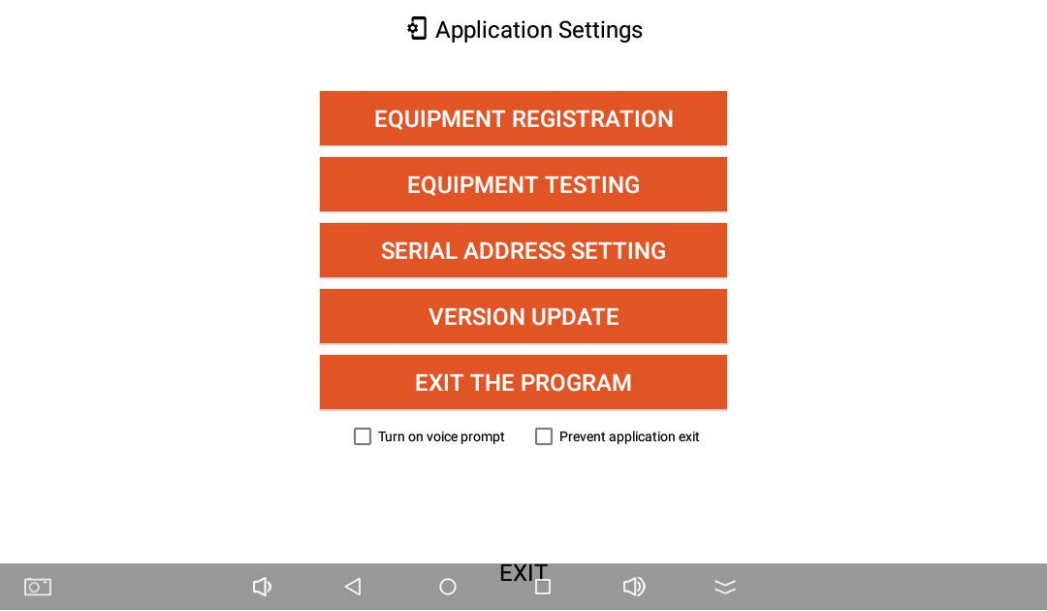 Application Settings
EQUIPMENT REGISTRATION
EQUIPMENT TESTING
SERIAL ADDRESS SETTING
VERSION UPDATE
EXIT THE PROGRAM
Turn on voice prompt Prevent application exit
EXIT